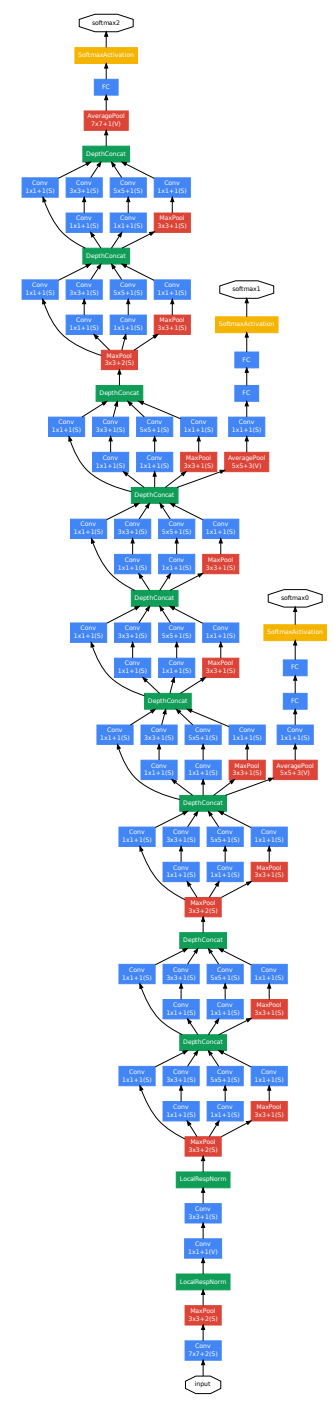 softmax2
SoftmaxActivation
FC
AveragePool
7x7+1(V)
DepthConcat
Conv
1x1+1(S)
Conv
3x3+1(S)
Conv
5x5+1(S)
Conv
1x1+1(S)
Conv
1x1+1(S)
Conv
1x1+1(S)
MaxPool
3x3+1(S)
DepthConcat
Conv
1x1+1(S)
Conv
3x3+1(S)
Conv
5x5+1(S)
Conv
1x1+1(S)
softmax1
Conv
1x1+1(S)
Conv
1x1+1(S)
MaxPool
3x3+1(S)
SoftmaxActivation
MaxPool
3x3+2(S)
FC
DepthConcat
FC
Conv
1x1+1(S)
Conv
3x3+1(S)
Conv
5x5+1(S)
Conv
1x1+1(S)
Conv
1x1+1(S)
Conv
1x1+1(S)
Conv
1x1+1(S)
MaxPool
3x3+1(S)
AveragePool
5x5+3(V)
DepthConcat
Conv
1x1+1(S)
Conv
3x3+1(S)
Conv
5x5+1(S)
Conv
1x1+1(S)
Conv
1x1+1(S)
Conv
1x1+1(S)
MaxPool
3x3+1(S)
DepthConcat
softmax0
Conv
1x1+1(S)
Conv
3x3+1(S)
Conv
5x5+1(S)
Conv
1x1+1(S)
SoftmaxActivation
Conv
1x1+1(S)
Conv
1x1+1(S)
MaxPool
3x3+1(S)
FC
DepthConcat
FC
Conv
1x1+1(S)
Conv
3x3+1(S)
Conv
5x5+1(S)
Conv
1x1+1(S)
Conv
1x1+1(S)
Conv
1x1+1(S)
Conv
1x1+1(S)
MaxPool
3x3+1(S)
AveragePool
5x5+3(V)
DepthConcat
Conv
1x1+1(S)
Conv
3x3+1(S)
Conv
5x5+1(S)
Conv
1x1+1(S)
Conv
1x1+1(S)
Conv
1x1+1(S)
MaxPool
3x3+1(S)
MaxPool
3x3+2(S)
DepthConcat
Conv
1x1+1(S)
Conv
3x3+1(S)
Conv
5x5+1(S)
Conv
1x1+1(S)
Conv
1x1+1(S)
Conv
1x1+1(S)
MaxPool
3x3+1(S)
DepthConcat
Conv
1x1+1(S)
Conv
3x3+1(S)
Conv
5x5+1(S)
Conv
1x1+1(S)
Conv
1x1+1(S)
Conv
1x1+1(S)
MaxPool
3x3+1(S)
MaxPool
3x3+2(S)
LocalRespNorm
Conv
3x3+1(S)
Conv
1x1+1(V)
LocalRespNorm
MaxPool
3x3+2(S)
Conv
7x7+2(S)
input